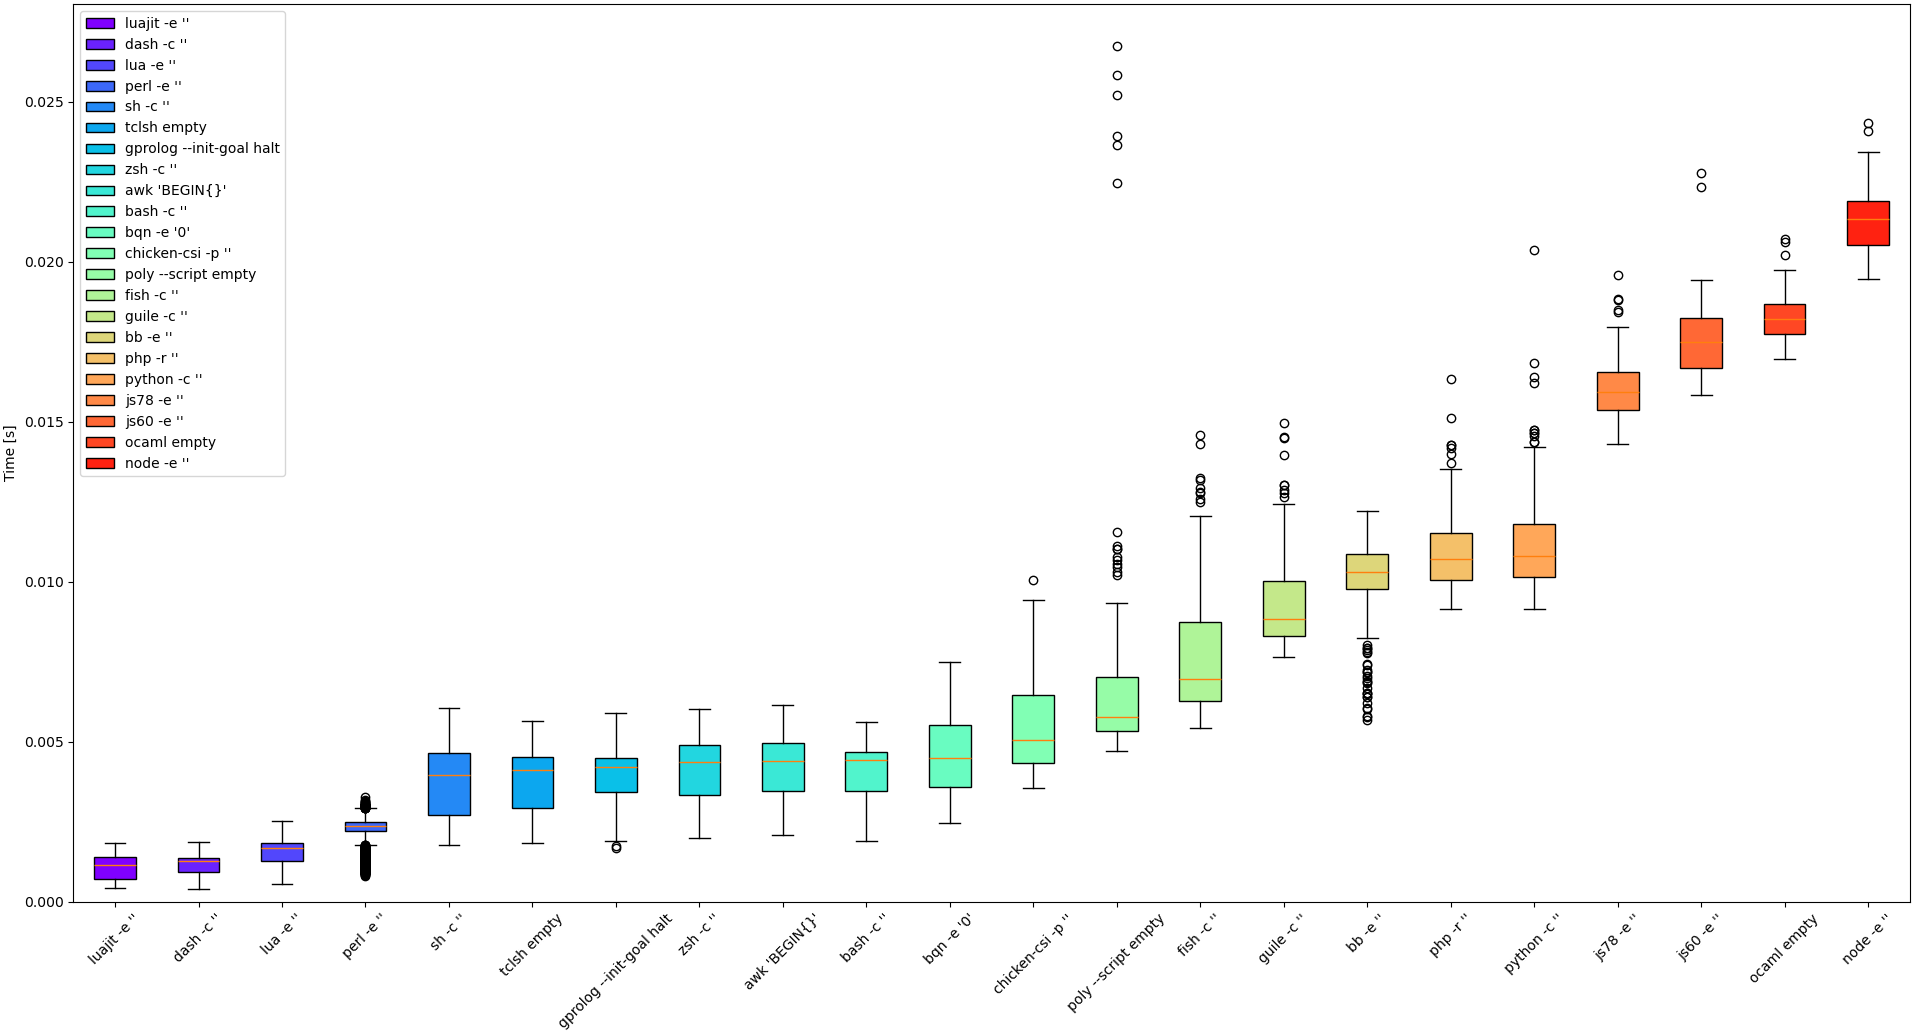 luajit -e ''
dash -c ''
lua -e ''
perl -e ''
sh -c ''
tclsh empty
gprolog --init-goal halt
zsh -c ''
awk 'BEGIN{}'
bash -c ''
bqn -e '0'
chicken-csi -p ''
poly --script empty
fish -c ''
guile -c ''
bb -e ''
php -r ''
python -c ''
js78 -e ''
js60 -e ''
ocaml empty
node -e ''
Time [s]
0.025
0.020
0.015
0.010
0.005
0.000
luajit -e ''
dash -c ''
lua -e ''
perl -e ''
sh -c ''
tclsh empty
gprolog --init-goal halt
zsh -c ''
awk 'BEGIN{}'
bash -c ''
bqn -e '0'
chicken-csi -p ''
poly --script empty
fish -c ''
guile -c ''
bb -e ''
php -r ''
python -c ''
js78 -e ''
js60 -e ''
ocaml empty
node -e ''